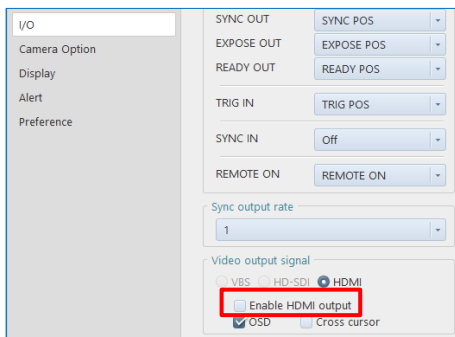 I/O
Camera Option
Display
Alert
Preference
SYNC OUT SYNC POS
EXPOSE OUT EXPOSE POS
READY OUT READY POS
TRIG IN TRIG POS
SYNC IN Off
REMOTE ON REMOTE ON
Sync output rate
1
Video output signal
VBS HD-SDI HDMI
Enable HDMI output
OSD Cross cursor